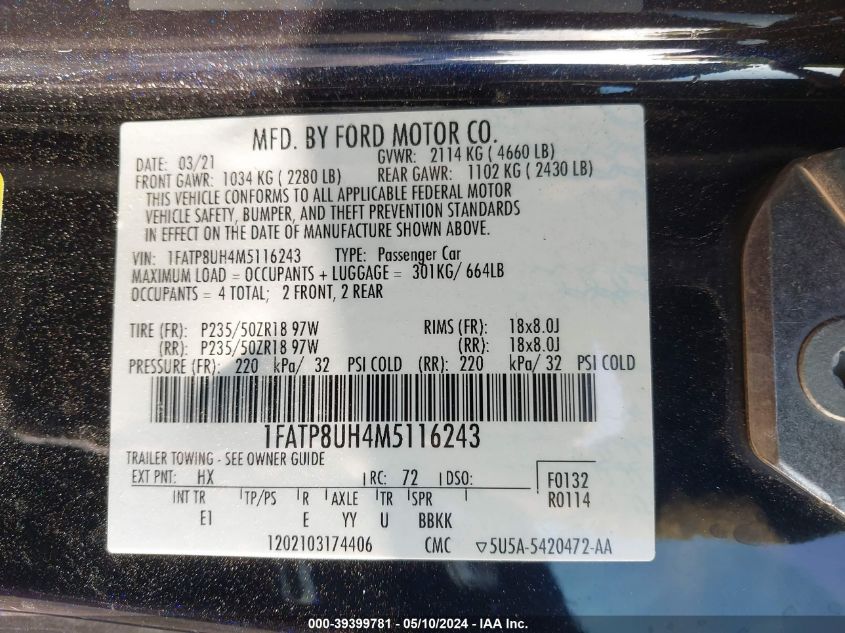 MFD. BY FORD MOTOR CO.
DATE: 03/21 GVWR: 2114 KG ( 4660 LB)
FRONT GAWR: 1034 KG ( 2280 LB) REAR GAWR: 1102 KG ( 2430 LB)
THIS VEHICLE CONFORMS TO ALL APPLICABLE FEDERAL MOTOR
VEHICLE SAFETY, BUMPER, AND THEFT PREVENTION STANDARDS
IN EFFECT ON THE DATE OF MANUFACTURE SHOWN ABOVE.
VIN: 1FATP8UH4M5116243 TYPE: Passenger Car
MAXIMUM LOAD = OCCUPANTS + LUGGAGE = 301KG/ 664LB
OCCUPANTS = 4 TOTAL; 2 FRONT, 2 REAR
TIRE (FR): P235/50ZR18 97W RIMS (FR): 18x8.0J
(RR): P235/50ZR18 97W (RR): 18x8.0J
PRESSURE (FR): 220 kPa/ 32 PSI COLD (RR): 220 kPa/ 32 PSI COLD
1FATP8UH4M5116243
TRAILER TOWING - SEE OWNER GUIDE
EXT PNT: HX RC: 72 DSO: F0132
INT TR TP/PS R AXLE TR SPR R0114
E1 E YY U BBKK
1202103174406 CMC ▽5U5A-5420472-AA
000-39399781 - 05/10/2024 - IAA Inc.